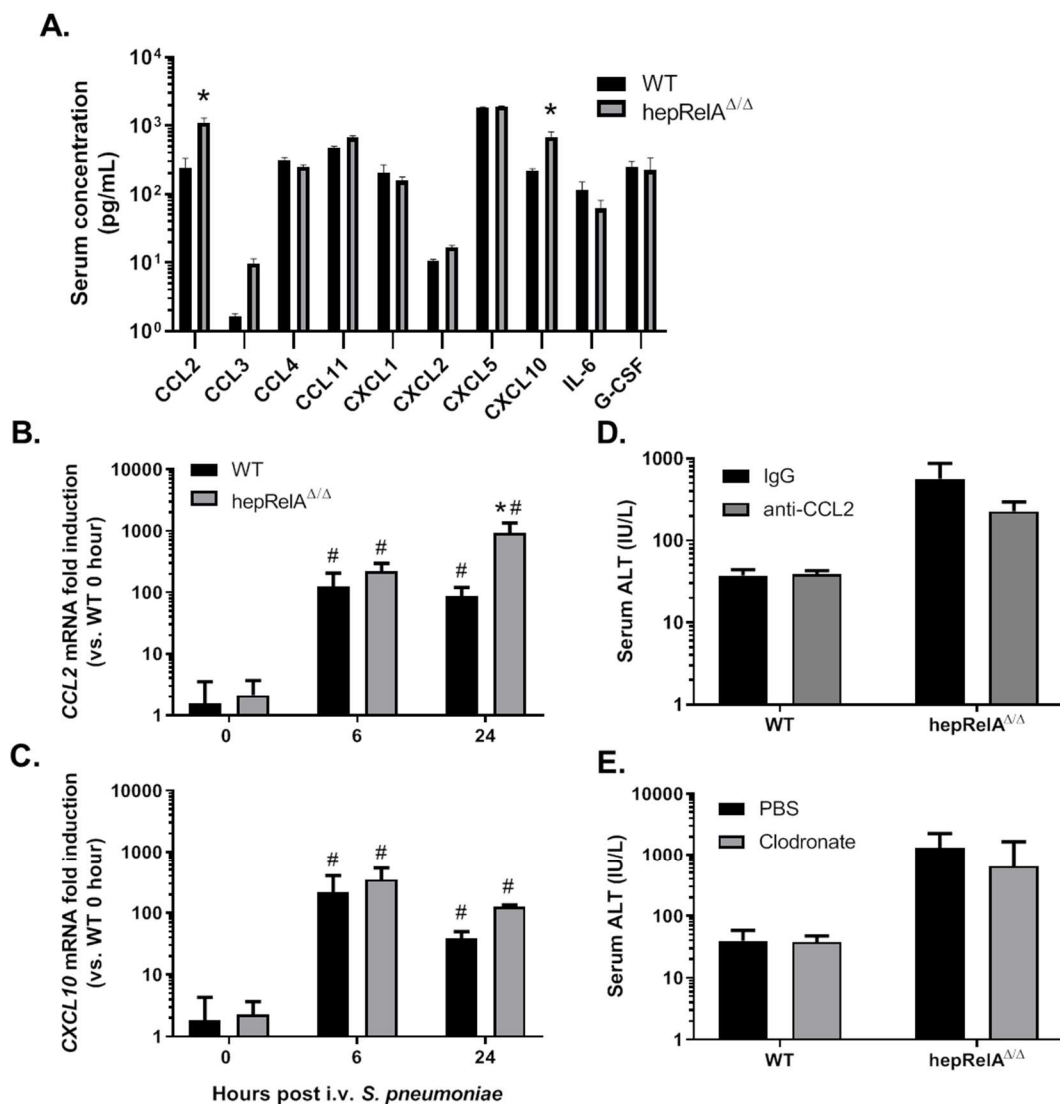 A.
Serum concentration
(pg/mL)
10⁴
10³
10²
10¹
10⁰
* *
WT
hepRelA^Δ/Δ
CCL2 CCL3 CCL4 CCL11 CXCL1 CXCL2 CXCL5 CXCL10 IL-6 G-CSF
B.
CCL2 mRNA fold induction
(vs. WT 0 hour)
10000
1000
100
10
1
WT
hepRelA^Δ/Δ
# # # *#
0 6 24
C.
CXCL10 mRNA fold induction
(vs. WT 0 hour)
10000
1000
100
10
1
# # # #
0 6 24
Hours post i.v. S. pneumoniae
D.
Serum ALT (IU/L)
1000
100
10
1
IgG
anti-CCL2
WT hepRelA^Δ/Δ
E.
Serum ALT (IU/L)
10000
1000
100
10
1
PBS
Clodronate
WT hepRelA^Δ/Δ